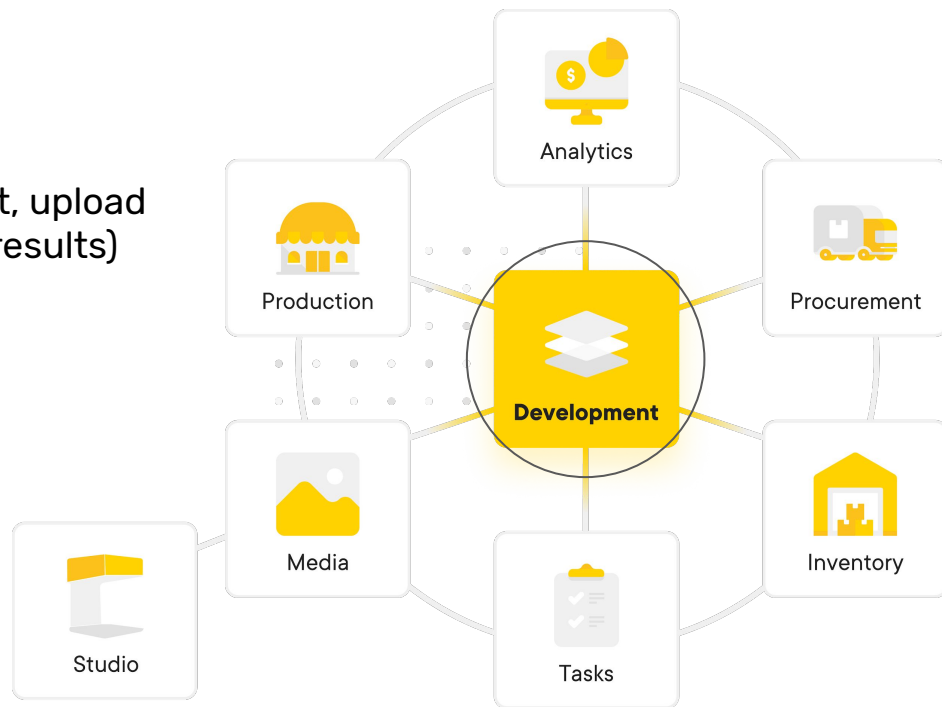 Analytics
t, upload
results)
Production
Procurement
Development
Media
Inventory
Studio
Tasks
$